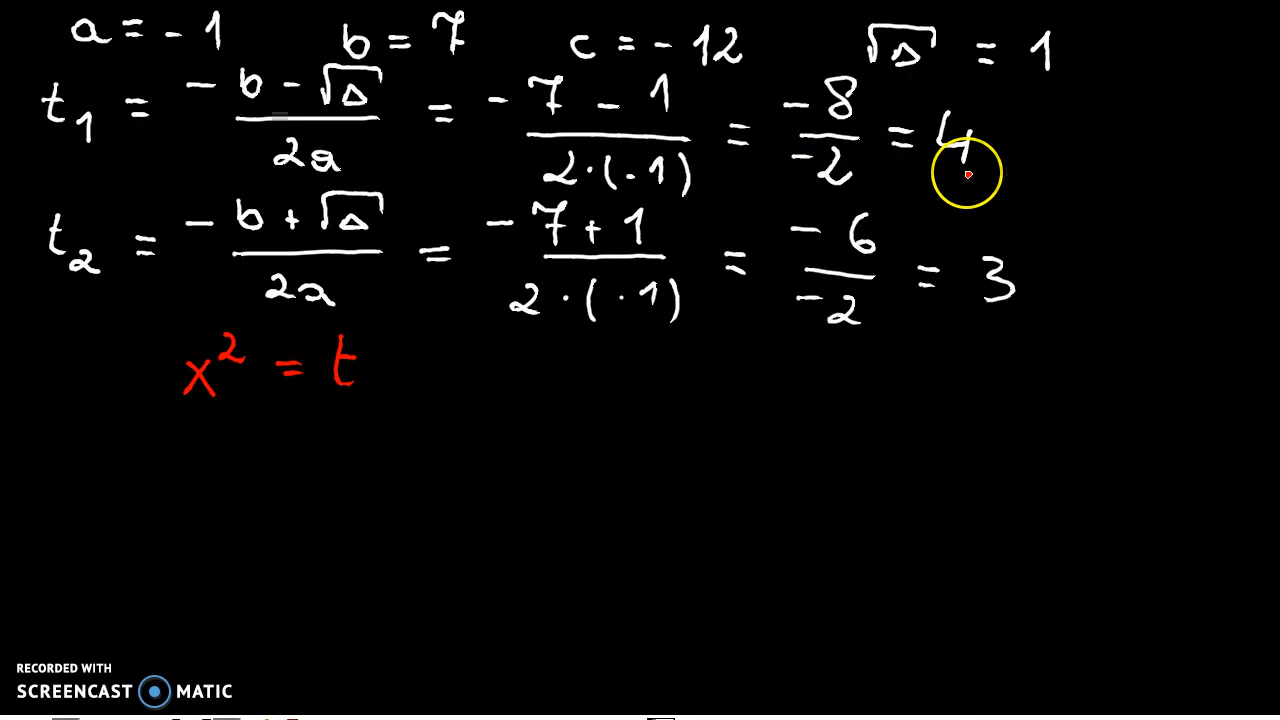 a = - 1 b = 7 c = - 12 √Δ = 1
t₁ = (- b - √Δ)/(2a) = (- 7 - 1)/(2·(-1)) = (-8)/(-2) = 4
t₂ = (- b + √Δ)/(2a) = (- 7 + 1)/(2·(·1)) = (- 6)/(-2) = 3
x² = t
RECORDED WITH
SCREENCAST MATIC